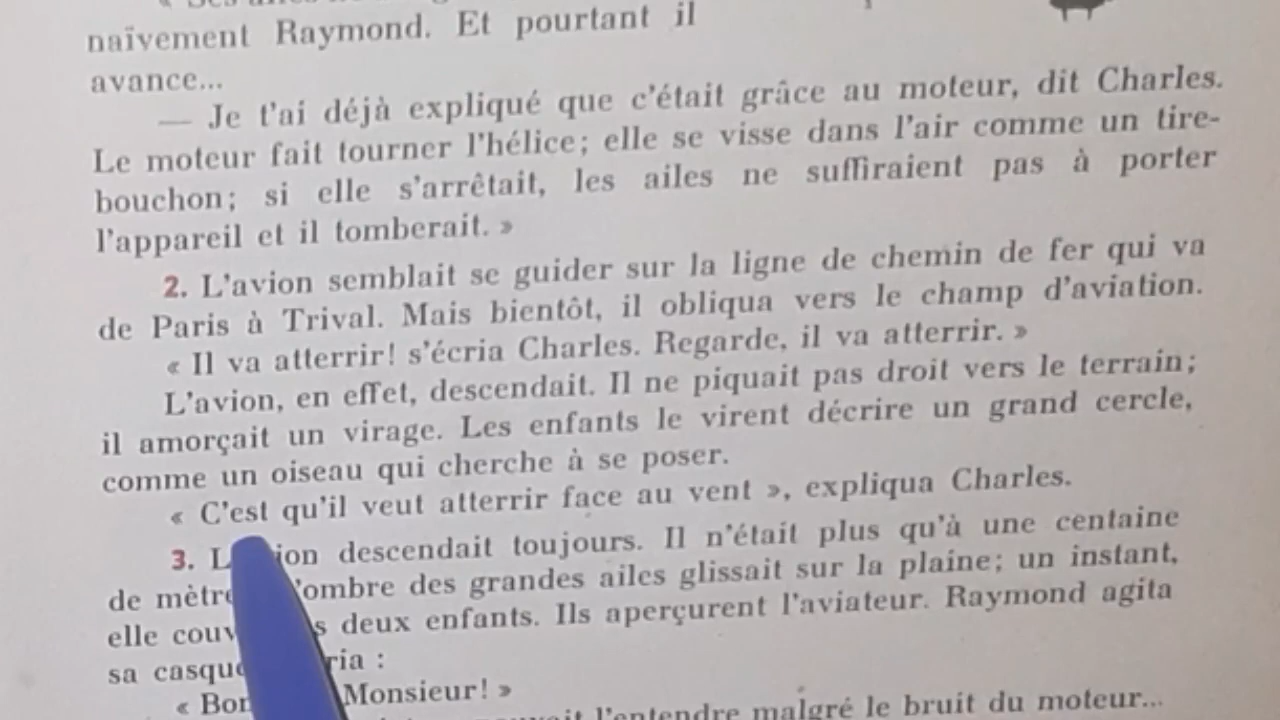 naïvement Raymond. Et pourtant il
avance...
— Je t'ai déjà expliqué que c'était grâce au moteur, dit Charles.
Le moteur fait tourner l'hélice; elle se visse dans l'air comme un tire-
bouchon; si elle s'arrêtait, les ailes ne suffiraient pas à porter
l'appareil et il tomberait. »
2. L'avion semblait se guider sur la ligne de chemin de fer qui va
de Paris à Trival. Mais bientôt, il obliqua vers le champ d'aviation.
« Il va atterrir! s'écria Charles. Regarde, il va atterrir. »
L'avion, en effet, descendait. Il ne piquait pas droit vers le terrain;
il amorçait un virage. Les enfants le virent décrire un grand cercle,
comme un oiseau qui cherche à se poser.
« C'est qu'il veut atterrir face au vent », expliqua Charles.
3. descendait toujours. Il n'était plus qu'à une centaine
de des grandes ailes glissait sur la plaine; un instant,
elle deux enfants. Ils aperçurent l'aviateur. Raymond agita
sa :
« Monsieur! »
l'entendre malgré le bruit du moteur...